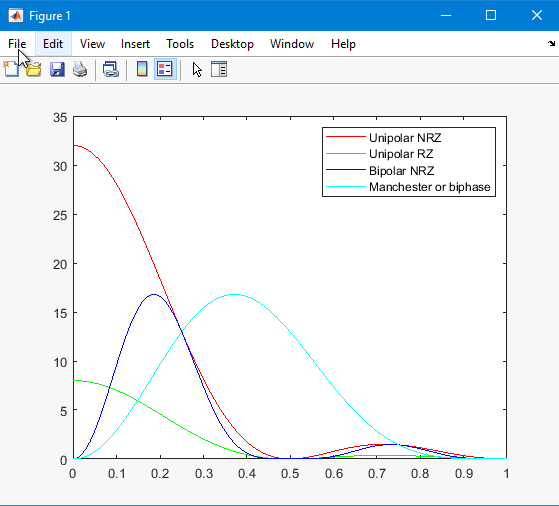 Figure 1
File Edit View Insert Tools Desktop Window Help
35
30
25
20
15
10
5
0
Unipolar NRZ
Unipolar RZ
Bipolar NRZ
Manchester or biphase
0 0.1 0.2 0.3 0.4 0.5 0.6 0.7 0.8 0.9 1